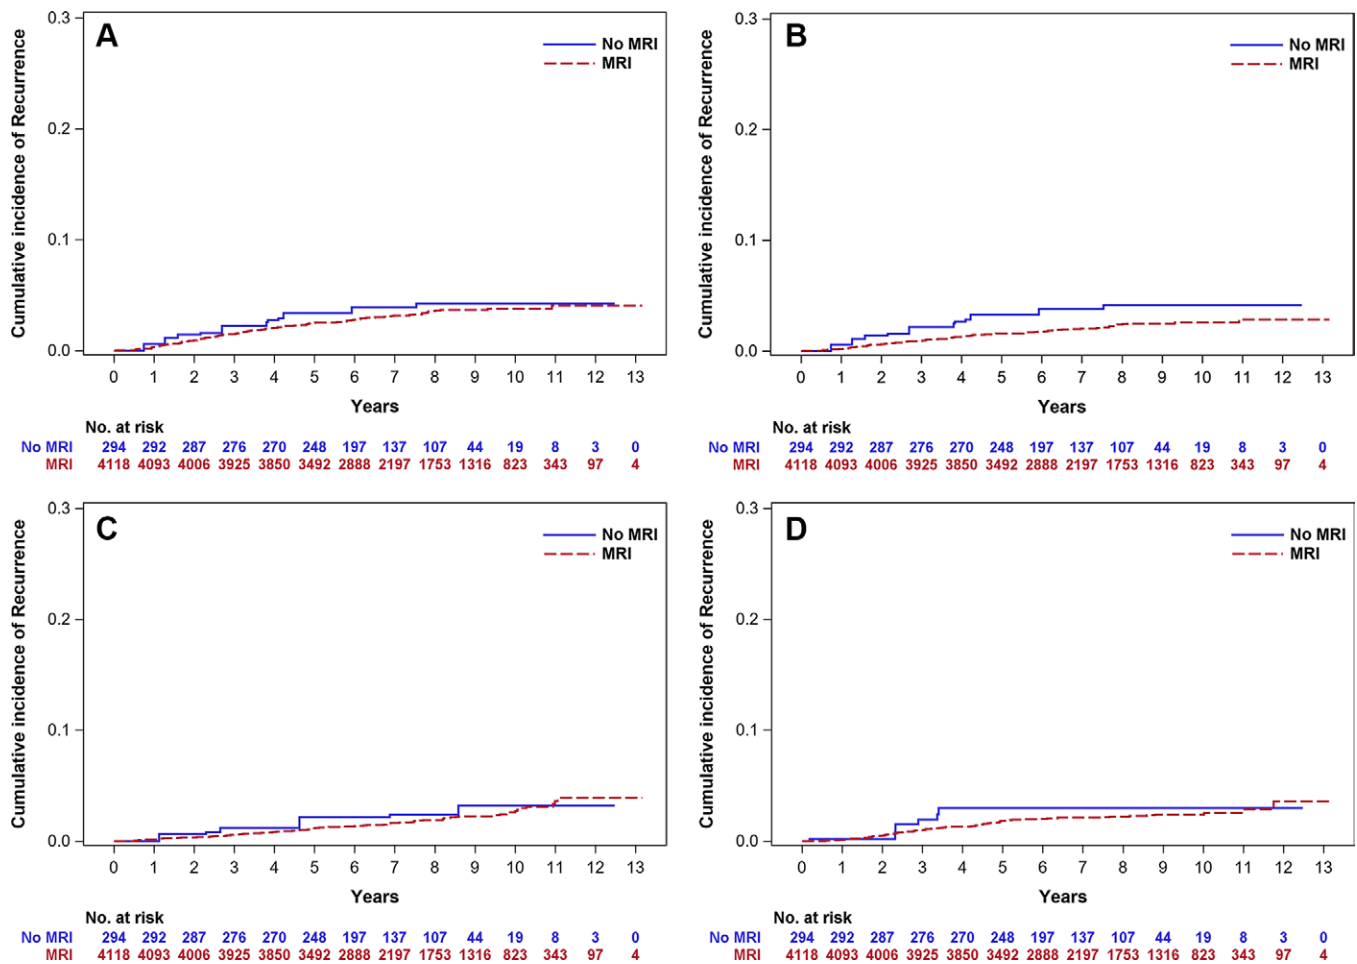 A
Cumulative incidence of Recurrence
0.3
0.2
0.1
0.0
No MRI
MRI
0 1 2 3 4 5 6 7 8 9 10 11 12 13
Years
No. at risk
No MRI 294 292 287 276 270 248 197 137 107 44 19 8 3 0
MRI 4118 4093 4006 3925 3850 3492 2888 2197 1753 1316 823 343 97 4
B
Cumulative incidence of Recurrence
0.3
0.2
0.1
0.0
No MRI
MRI
0 1 2 3 4 5 6 7 8 9 10 11 12 13
Years
No. at risk
No MRI 294 292 287 276 270 248 197 137 107 44 19 8 3 0
MRI 4118 4093 4006 3925 3850 3492 2888 2197 1753 1316 823 343 97 4
C
Cumulative incidence of Recurrence
0.3
0.2
0.1
0.0
No MRI
MRI
0 1 2 3 4 5 6 7 8 9 10 11 12 13
Years
No. at risk
No MRI 294 292 287 276 270 248 197 137 107 44 19 8 3 0
MRI 4118 4093 4006 3925 3850 3492 2888 2197 1753 1316 823 343 97 4
D
Cumulative incidence of Recurrence
0.3
0.2
0.1
0.0
No MRI
MRI
0 1 2 3 4 5 6 7 8 9 10 11 12 13
Years
No. at risk
No MRI 294 292 287 276 270 248 197 137 107 44 19 8 3 0
MRI 4118 4093 4006 3925 3850 3492 2888 2197 1753 1316 823 343 97 4